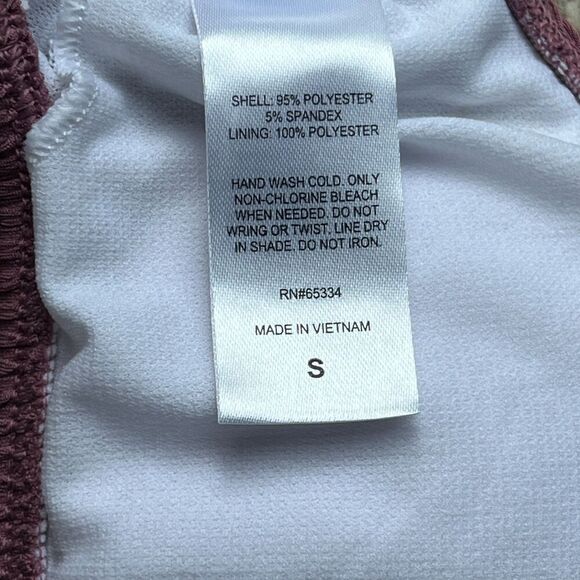 SHELL: 95% POLYESTER
5% SPANDEX
LINING: 100% POLYESTER
HAND WASH COLD. ONLY
NON-CHLORINE BLEACH
WHEN NEEDED. DO NOT
WRING OR TWIST. LINE DRY
IN SHADE. DO NOT IRON.
RN#65334
MADE IN VIETNAM
S